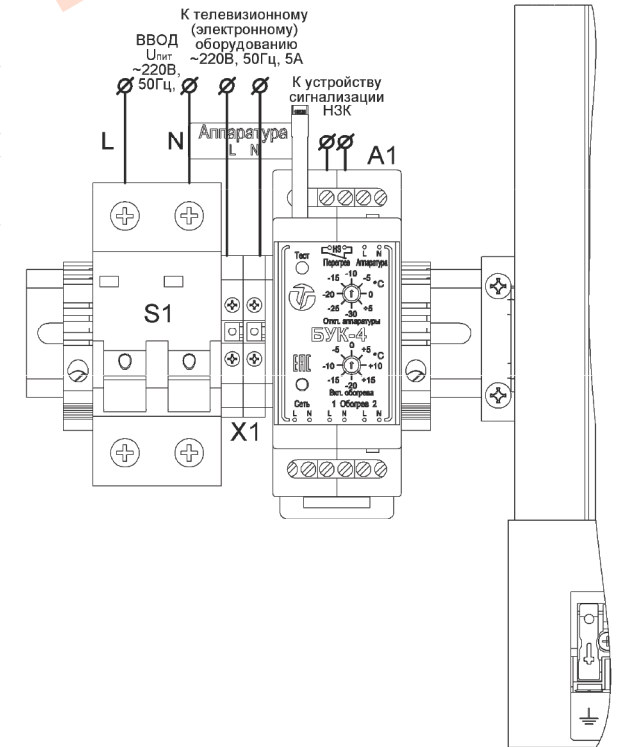 К телевизионному
(электронному)
оборудованию
~220В, 50Гц, 5А
ВВОД
Uпит
~220В,
50Гц,
К устройству
сигнализации
НЗК
L
N
Аппаратура
L N
А1
Тест
НЗ
L N
Перегрев Аппаратура
-15 -10 -5
°С
-20 0
-25 -30 +5
Откл. аппаратуры
БУК-4
-5 0 +5
°С
-10 +10
-15 -20 +15
Вкл. обогрева
ЕАС
Сеть 1 Обогрев 2
L N L N L N
S1
X1